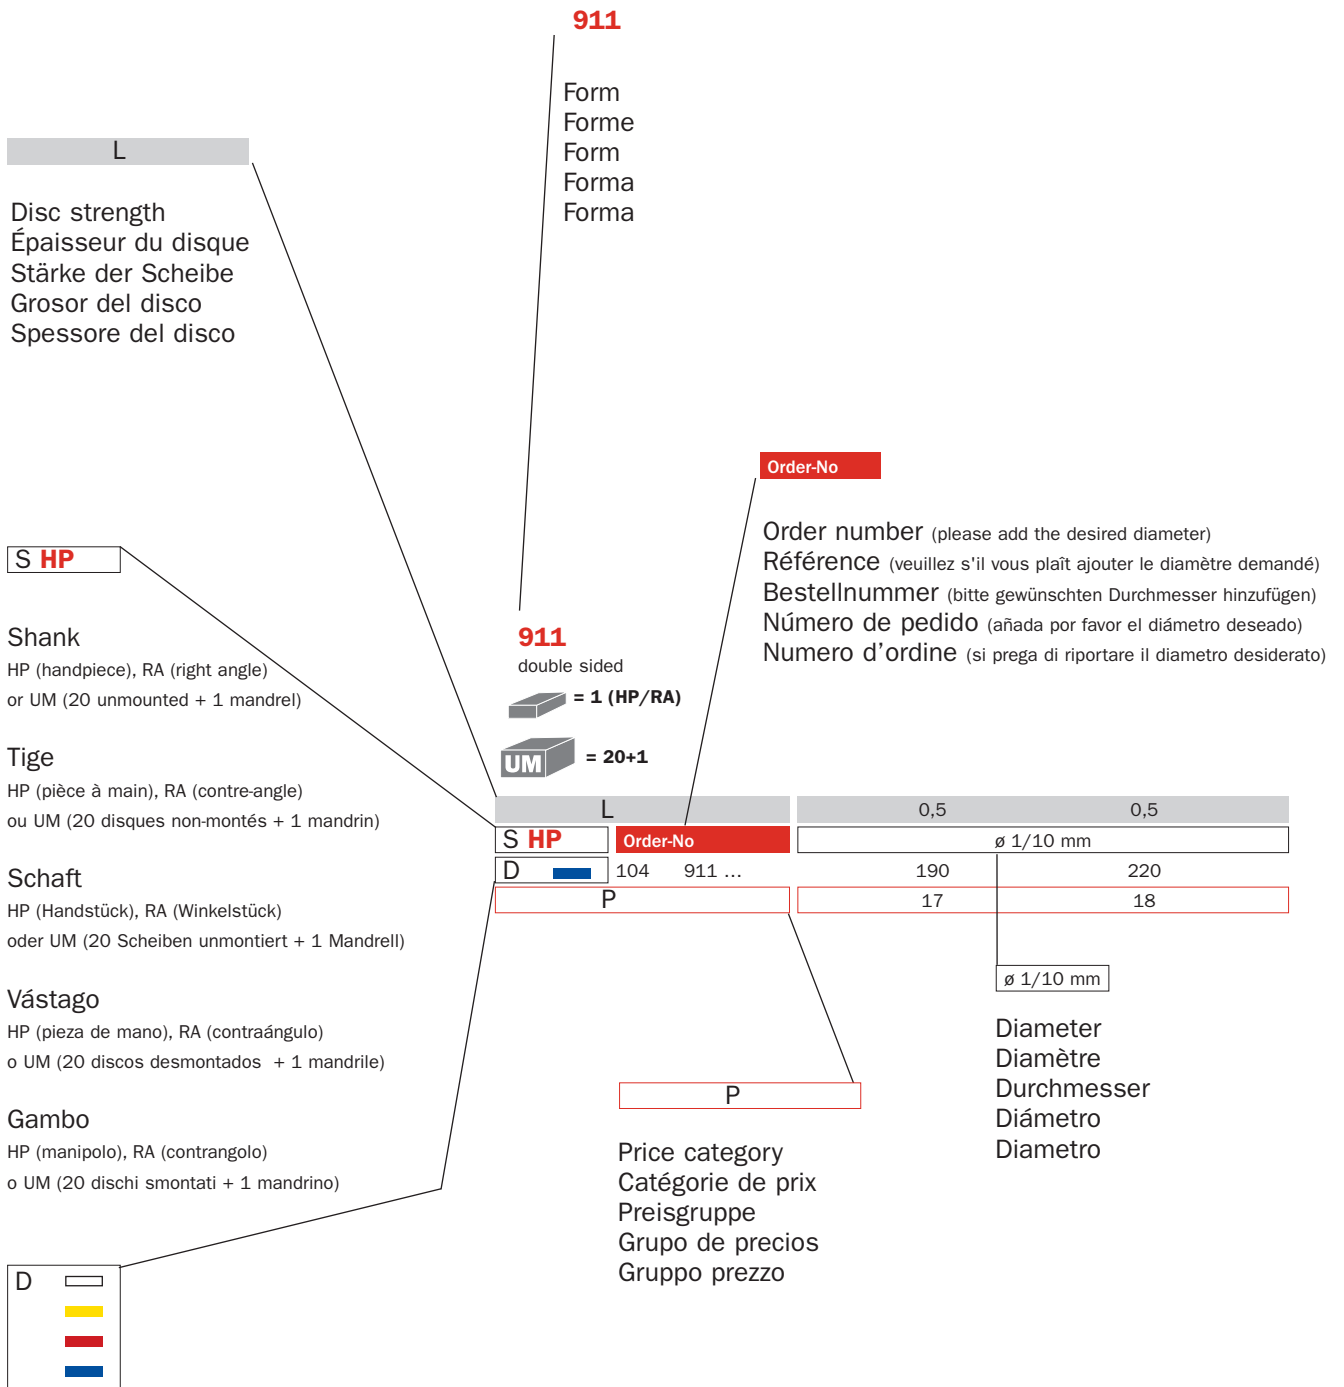 911
Form
Forme
Form
Forma
Forma
L
Disc strength
Épaisseur du disque
Stärke der Scheibe
Grosor del disco
Spessore del disco
Order-No
Order number (please add the desired diameter)
Référence (veuillez s'il vous plaît ajouter le diamètre demandé)
Bestellnummer (bitte gewünschten Durchmesser hinzufügen)
Número de pedido (añada por favor el diámetro deseado)
Numero d’ordine (si prega di riportare il diametro desiderato)
S HP
Shank
HP (handpiece), RA (right angle)
or UM (20 unmounted + 1 mandrel)
Tige
HP (pièce à main), RA (contre-angle)
ou UM (20 disques non-montés + 1 mandrin)
Schaft
HP (Handstück), RA (Winkelstück)
oder UM (20 Scheiben unmontiert + 1 Mandrell)
Vástago
HP (pieza de mano), RA (contraángulo)
o UM (20 discos desmontados + 1 mandrile)
Gambo
HP (manipolo), RA (contrangolo)
o UM (20 dischi smontati + 1 mandrino)
911
double sided
= 1 (HP/RA)
UM = 20+1
L 0,5 0,5
S HP Order-No ø 1/10 mm
D 104 911 ... 190 220
P 17 18
ø 1/10 mm
Diameter
Diamètre
Durchmesser
Diámetro
Diametro
P
Price category
Catégorie de prix
Preisgruppe
Grupo de precios
Gruppo prezzo
D